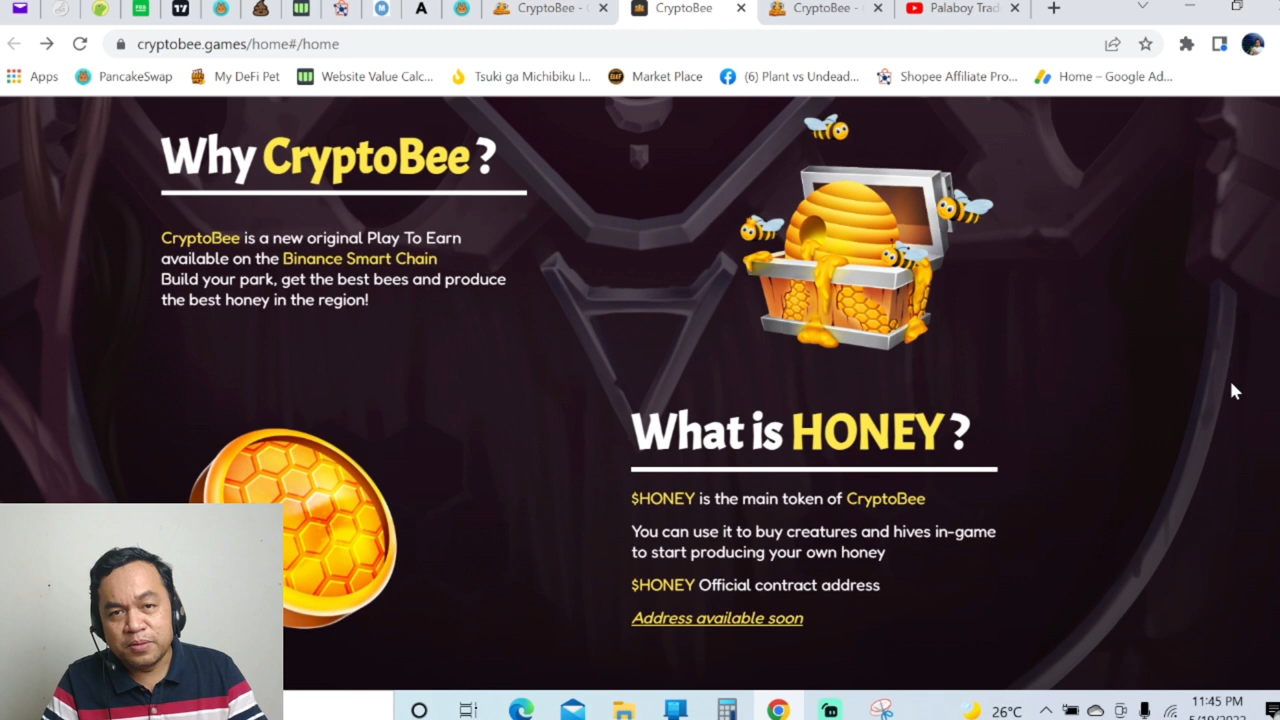 CryptoBee - 
CryptoBee
CryptoBee - 
Palaboy Trad
cryptobee.games/home#/home
Apps
PancakeSwap
My DeFi Pet
Website Value Calc...
Tsuki ga Michibiku I...
Market Place
(6) Plant vs Undead...
Shopee Affiliate Pro...
Home – Google Ad...
Why CryptoBee ?
CryptoBee is a new original Play To Earn
available on the Binance Smart Chain
Build your park, get the best bees and produce
the best honey in the region!
What is HONEY ?
$HONEY is the main token of CryptoBee
You can use it to buy creatures and hives in-game
to start producing your own honey
$HONEY Official contract address
Address available soon
26°C
11:45 PM